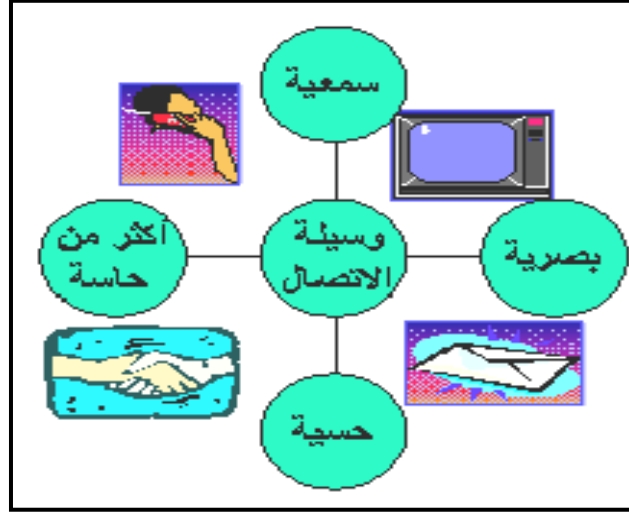 سمعية
أكثر من
حاسة
وسيلة
الاتصال
بصرية
حسية